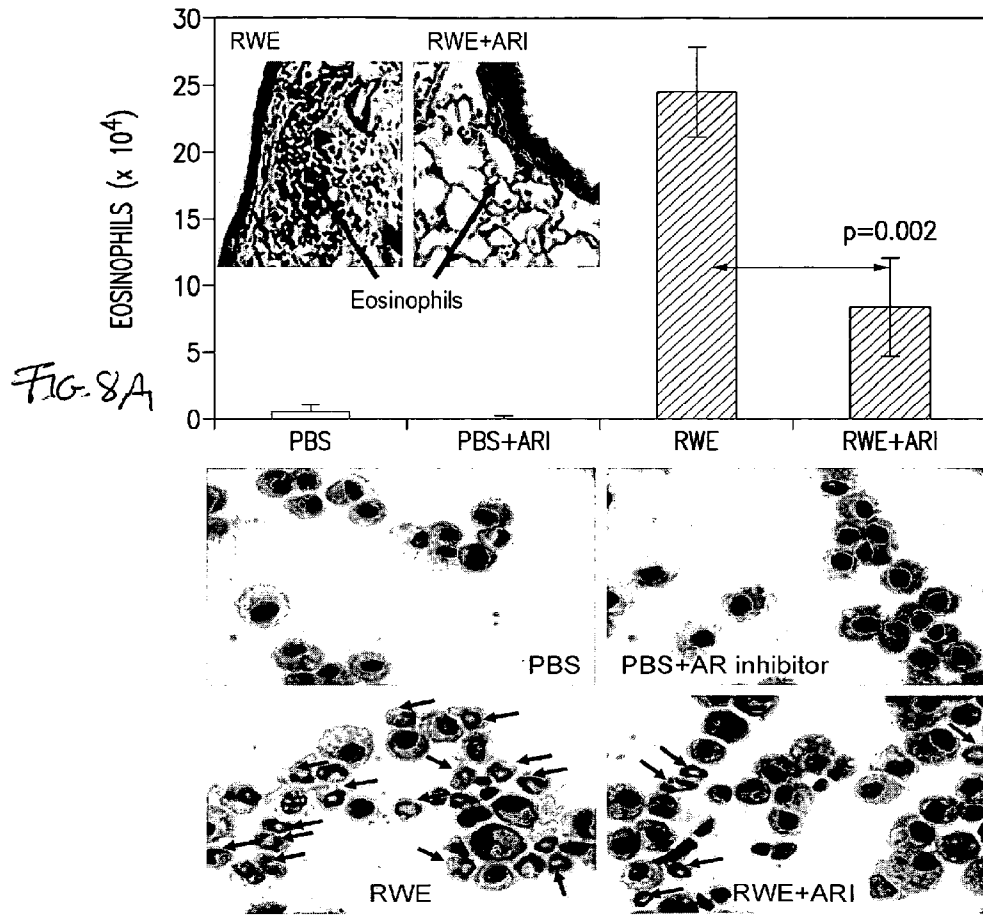 30
RWE
RWE+ARI
25
20
15
p=0.002
10
Eosinophils
5
0
EOSINOPHILS (x 10⁴)
FIG. 8A
PBS
PBS+ARI
RWE
RWE+ARI
PBS
PBS+AR inhibitor
RWE
RWE+ARI